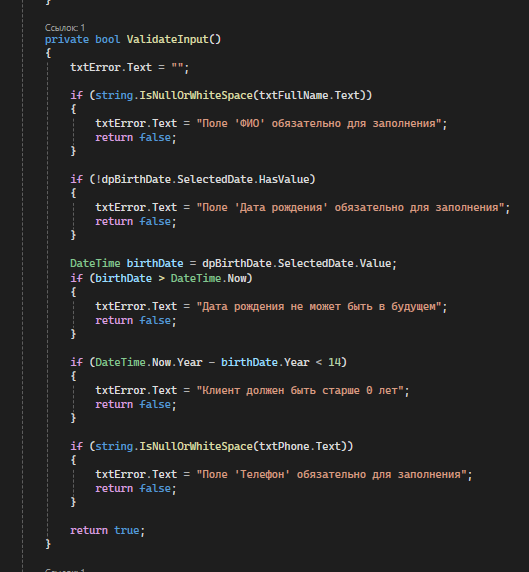 }
Ссылок: 1
private bool ValidateInput()
{
txtError.Text = "";
if (string.IsNullOrWhiteSpace(txtFullName.Text))
{
txtError.Text = "Поле 'ФИО' обязательно для заполнения";
return false;
}
if (!dpBirthDate.SelectedDate.HasValue)
{
txtError.Text = "Поле 'Дата рождения' обязательно для заполнения";
return false;
}
DateTime birthDate = dpBirthDate.SelectedDate.Value;
if (birthDate > DateTime.Now)
{
txtError.Text = "Дата рождения не может быть в будущем";
return false;
}
if (DateTime.Now.Year - birthDate.Year < 14)
{
txtError.Text = "Клиент должен быть старше 0 лет";
return false;
}
if (string.IsNullOrWhiteSpace(txtPhone.Text))
{
txtError.Text = "Поле 'Телефон' обязательно для заполнения";
return false;
}
return true;
}
Ссылок: 1